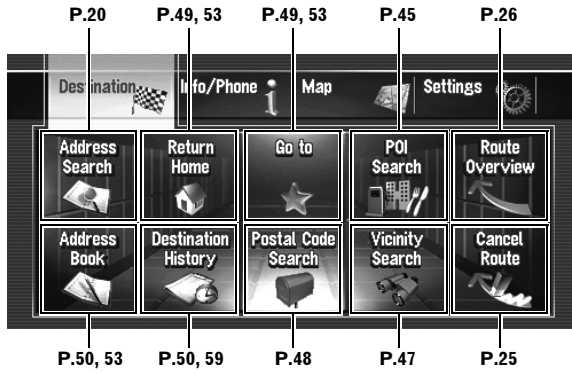 P.20 P.49, 53 P.49, 53 P.45 P.26
Destination Info/Phone Map Settings
Address Search
Return Home
Go to
POI Search
Route Overview
Address Book
Destination History
Postal Code Search
Vicinity Search
Cancel Route
P.50, 53 P.50, 59 P.48 P.47 P.25